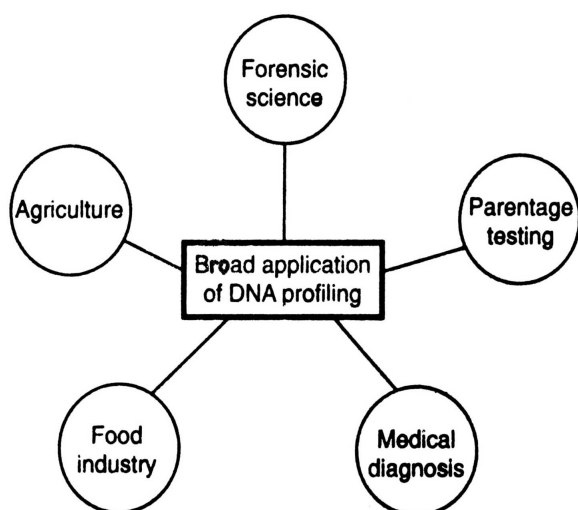 Forensic
science
Agriculture
Parentage
testing
Broad application
of DNA profiling
Food
industry
Medical
diagnosis